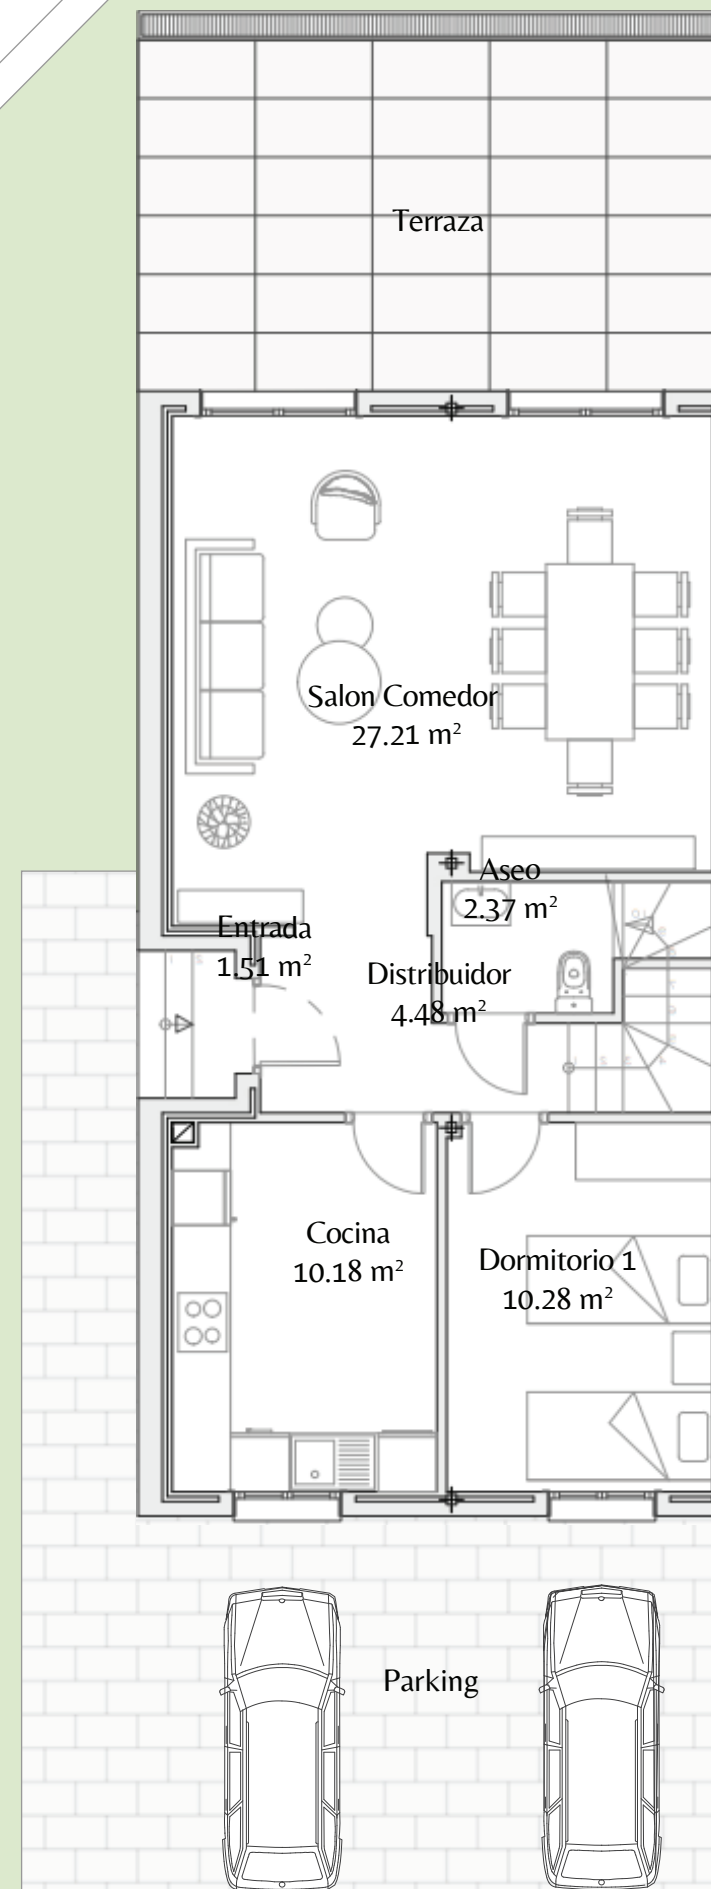 Terraza
Salon Comedor
27.21 m²
Aseo
2.37 m²
Entrada
1.51 m²
Distribuidor
4.48 m²
Cocina
10.18 m²
Dormitorio 1
10.28 m²
Parking